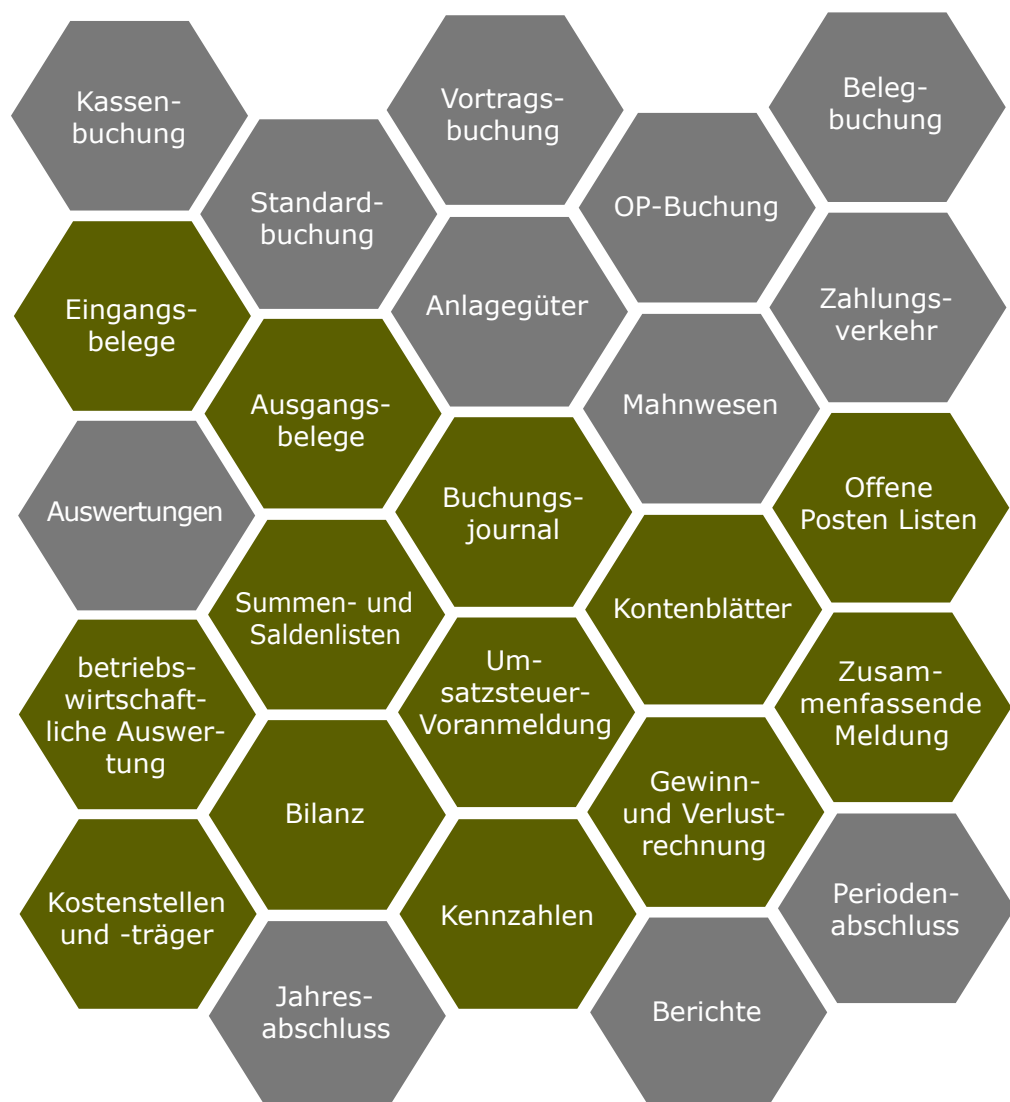 Kassen-
buchung
Vortrags-
buchung
Beleg-
buchung
Standard-
buchung
OP-Buchung
Eingangs-
belege
Anlagegüter
Zahlungs-
verkehr
Ausgangs-
belege
Mahnwesen
Auswertungen
Buchungs-
journal
Offene
Posten Listen
Summen- und
Saldenlisten
Kontenblätter
betriebs-
wirtschaft-
liche Auswer-
tung
Um-
satzsteuer-
Voranmeldung
Zusam-
menfassende
Meldung
Bilanz
Gewinn-
und Verlust-
rechnung
Kostenstellen
und -träger
Kennzahlen
Perioden-
abschluss
Jahres-
abschluss
Berichte